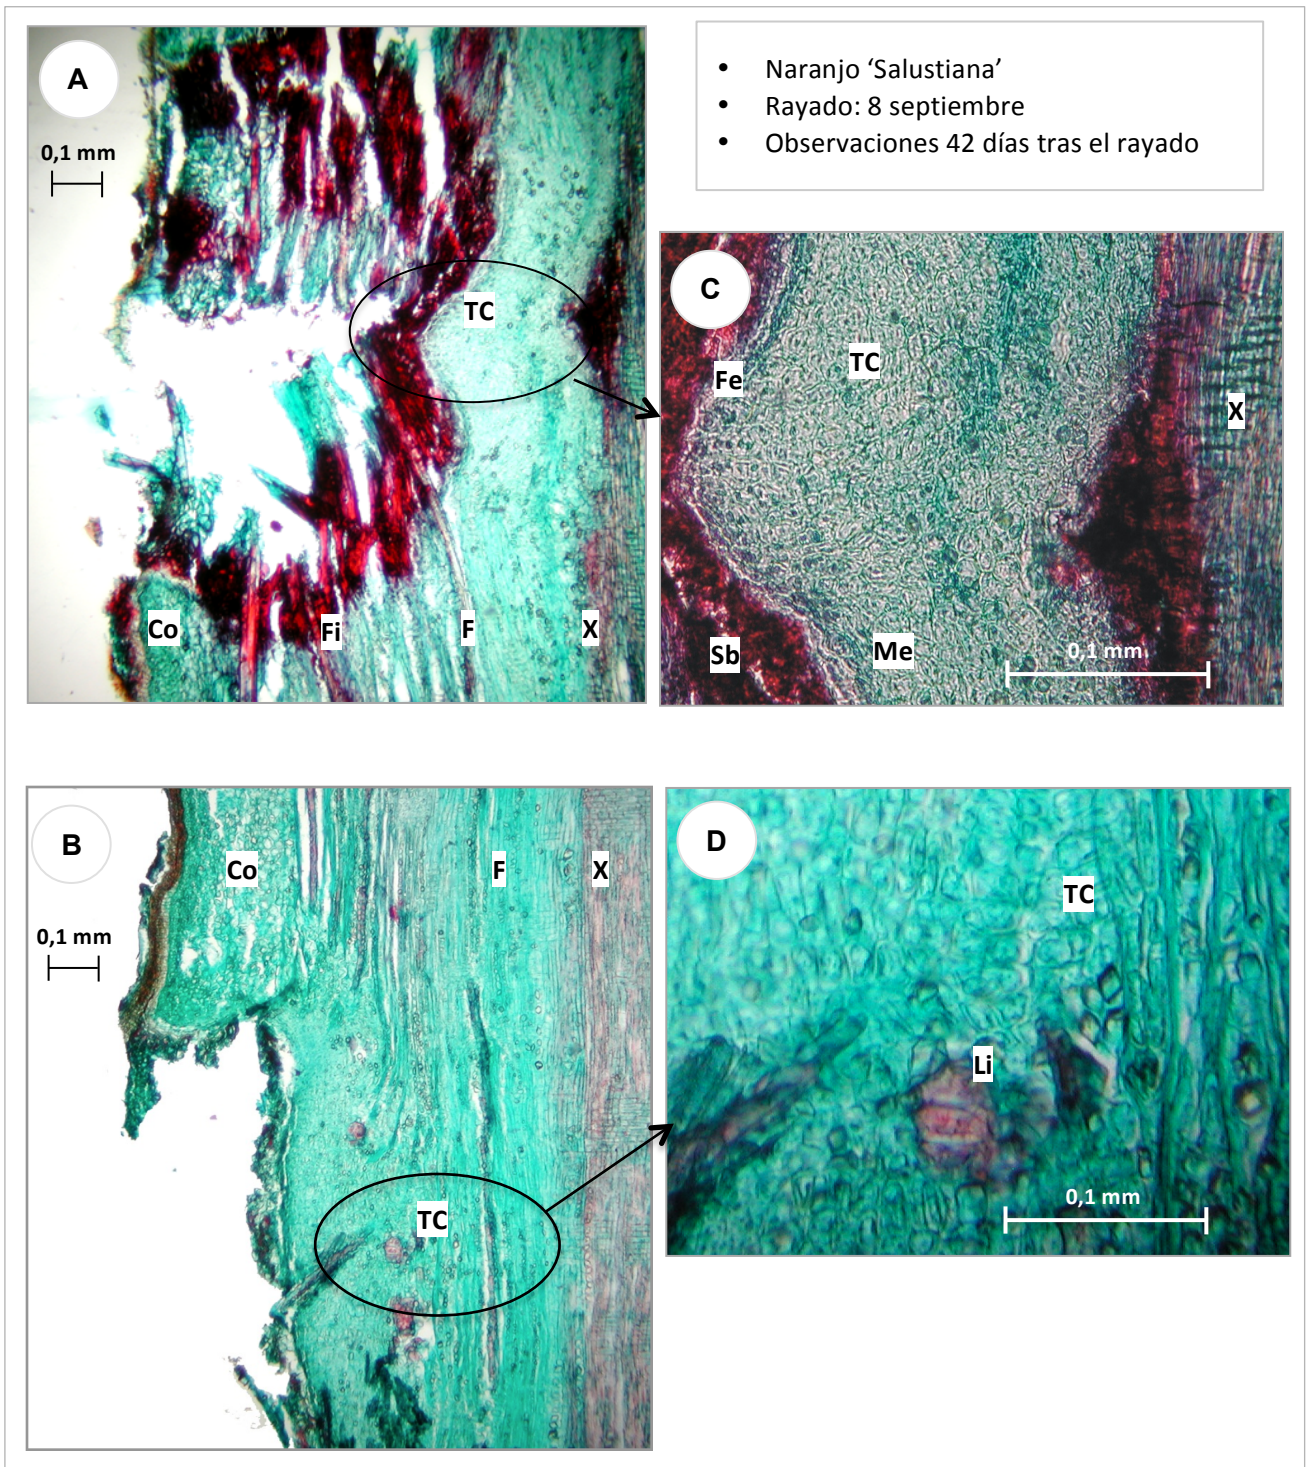 A
0,1 mm
TC
Co
Fi
F
X
• Naranjo ‘Salustiana’
• Rayado: 8 septiembre
• Observaciones 42 días tras el rayado
C
Fe
TC
X
Sb
Me
0,1 mm
B
0,1 mm
Co
F
X
TC
D
TC
Li
0,1 mm